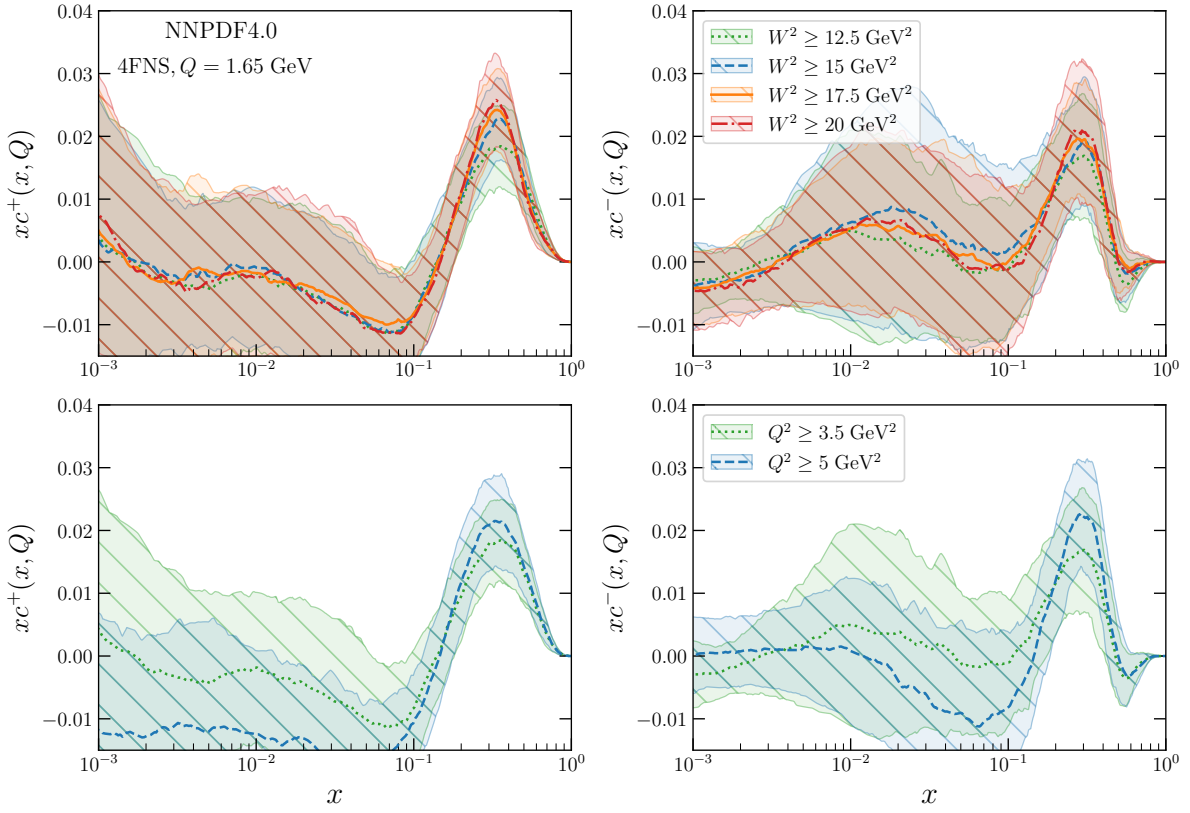 NNPDF4.0
4FNS, Q = 1.65 GeV
xc⁺(x, Q)
0.04
0.03
0.02
0.01
0.00
−0.01
10⁻³ 10⁻² 10⁻¹ 10⁰
W² ≥ 12.5 GeV²
W² ≥ 15 GeV²
W² ≥ 17.5 GeV²
W² ≥ 20 GeV²
xc⁻(x, Q)
0.04
0.03
0.02
0.01
0.00
−0.01
10⁻³ 10⁻² 10⁻¹ 10⁰
xc⁺(x, Q)
0.04
0.03
0.02
0.01
0.00
−0.01
10⁻³ 10⁻² 10⁻¹ 10⁰
x
Q² ≥ 3.5 GeV²
Q² ≥ 5 GeV²
xc⁻(x, Q)
0.04
0.03
0.02
0.01
0.00
−0.01
10⁻³ 10⁻² 10⁻¹ 10⁰
x